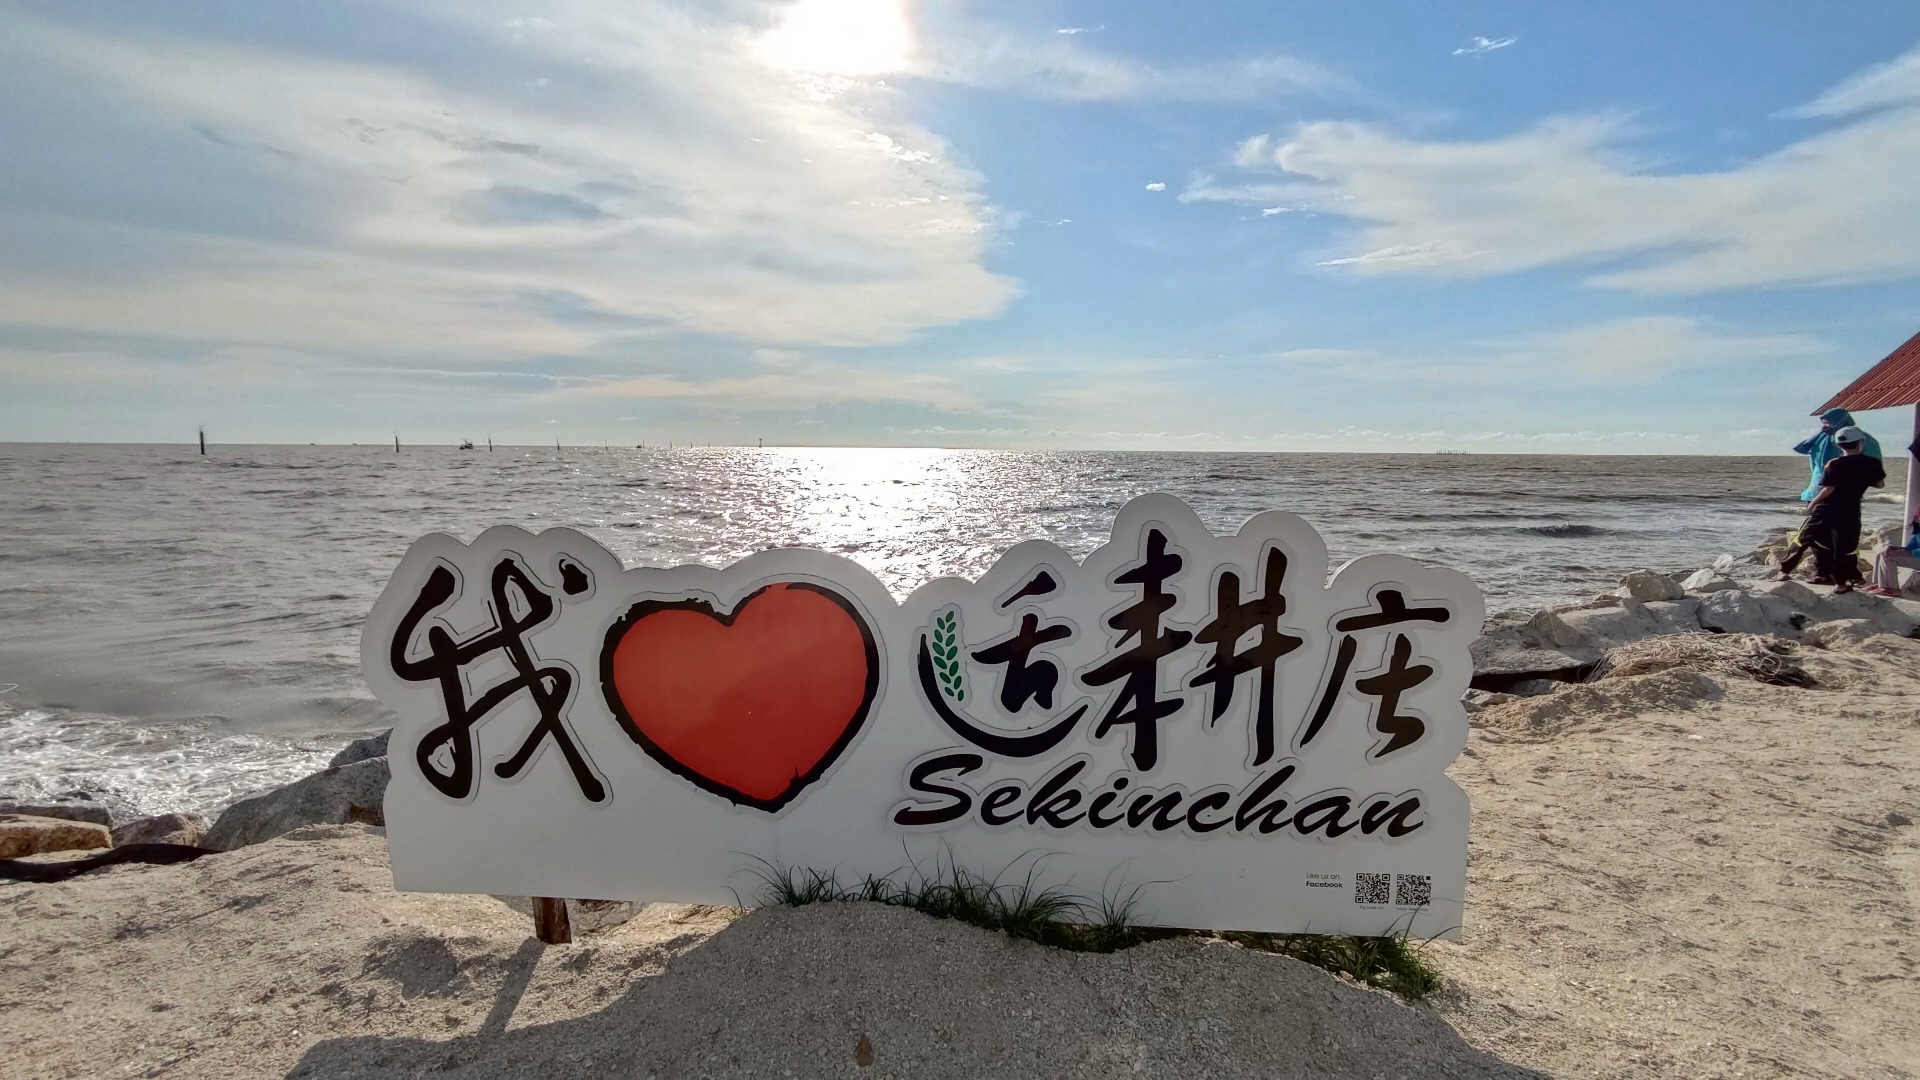 我❤适耕庄
Sekinchan
Like us on
Facebook